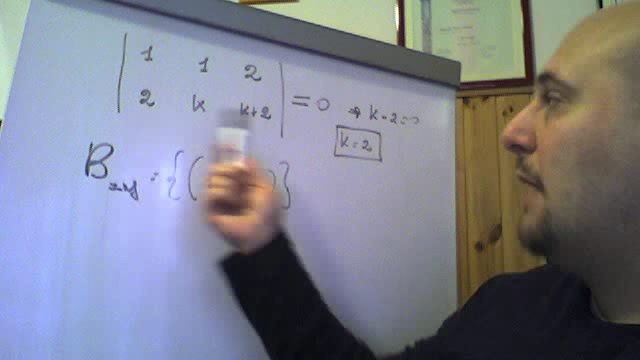 1 1 2
2 k k+2 = 0 ⇒ k-2=0
k=2
B = { ( ) }